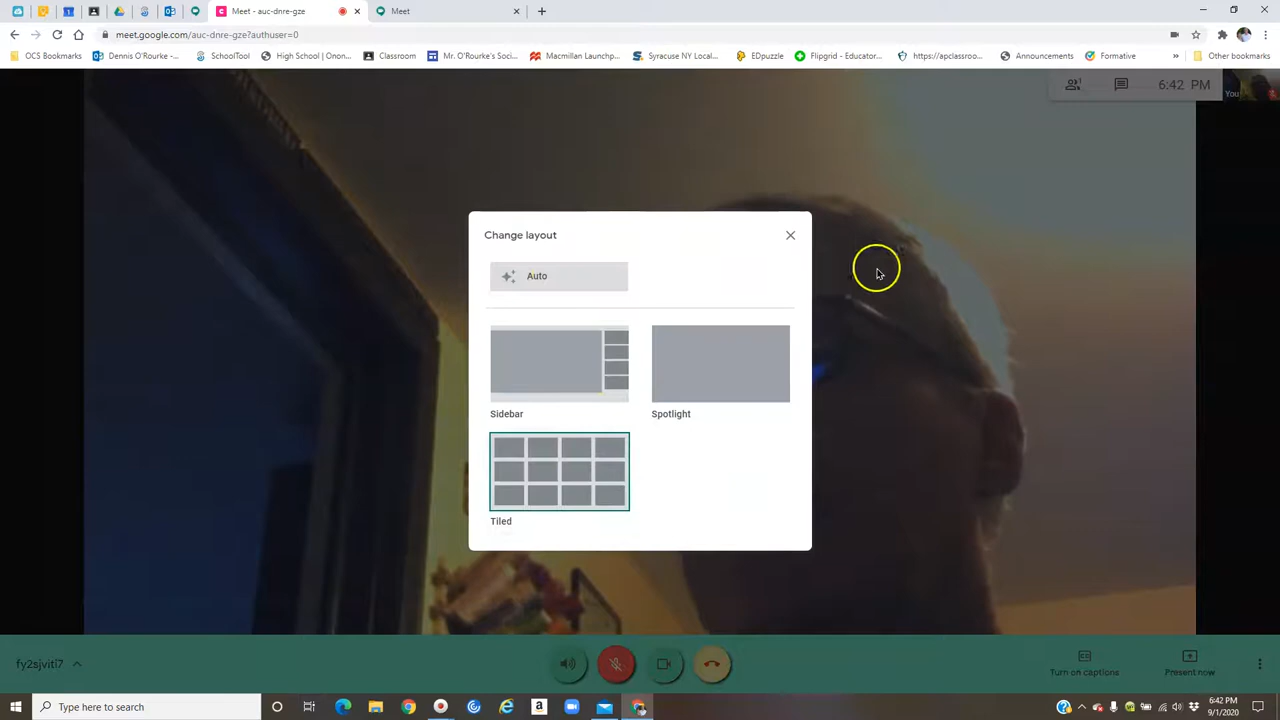 Meet - auc-dnre-gze
Meet
meet.google.com/auc-dnre-gze?authuser=0
OCS Bookmarks
Dennis O'Rourke -...
SchoolTool
High School | Onon...
Classroom
Mr. O'Rourke's Soci...
Macmillan Launchp...
Syracuse NY Local...
EDpuzzle
Flipgrid - Educator...
https://apclassroo...
Announcements
Formative
»
Other bookmarks
6:42 PM
You
Change layout
Auto
Sidebar
Spotlight
Tiled
fy2sjviti7
Turn on captions
Present now
Type here to search
6:42 PM
9/1/2020